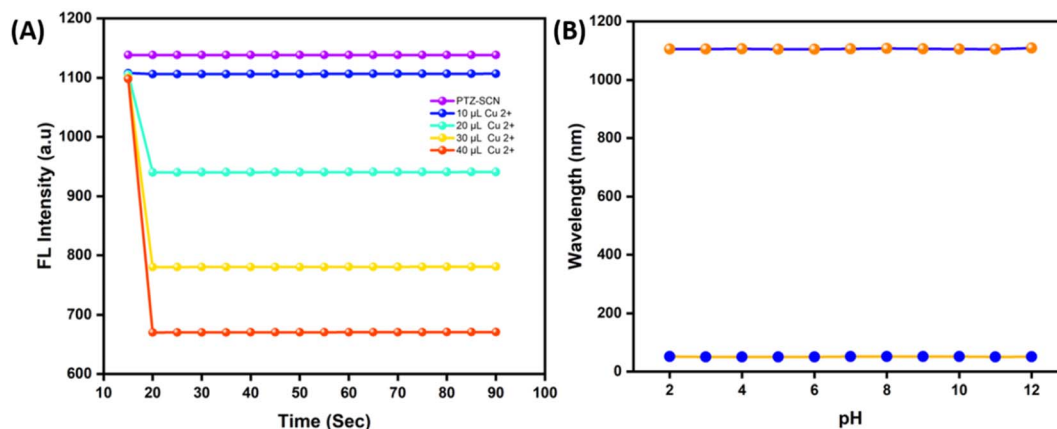 (A)
1200
1100
1000
900
800
700
600
FL Intensity (a.u)
10 20 30 40 50 60 70 80 90 100
Time (Sec)
PTZ-SCN
10 µL Cu 2+
20 µL Cu 2+
30 µL Cu 2+
40 µL Cu 2+
(B)
1200
1000
800
600
400
200
0
Wavelength (nm)
2 4 6 8 10 12
pH